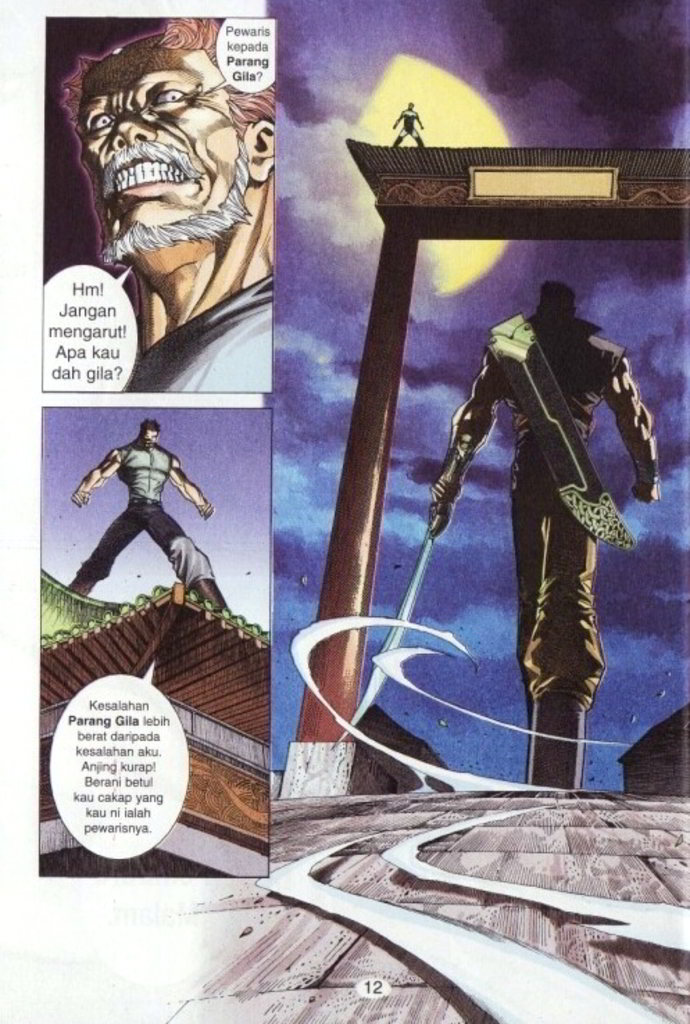 Pewaris
kepada
Parang
Gila?
Hm!
Jangan
mengarut!
Apa kau
dah gila?
Kesalahan
Parang Gila lebih
berat daripada
kesalahan aku.
Anjing kurap!
Berani betul
kau cakap yang
kau ni ialah
pewarisnya.
12